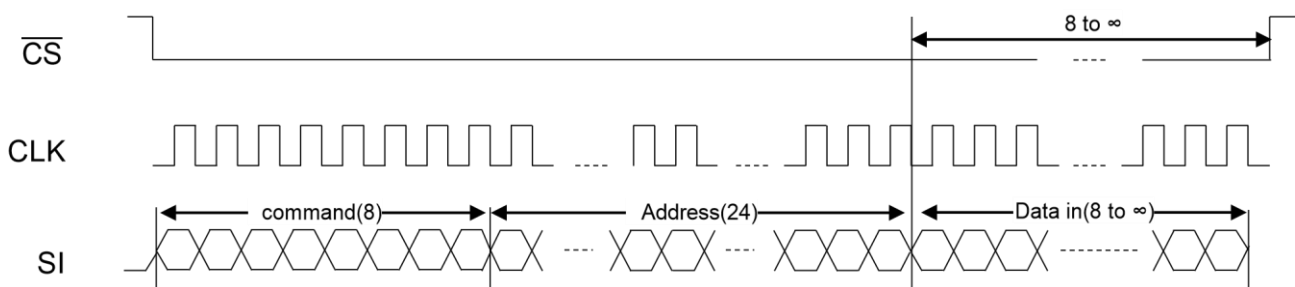 8 to ∞
CS
CLK
command(8)
Address(24)
Data in(8 to ∞)
SI